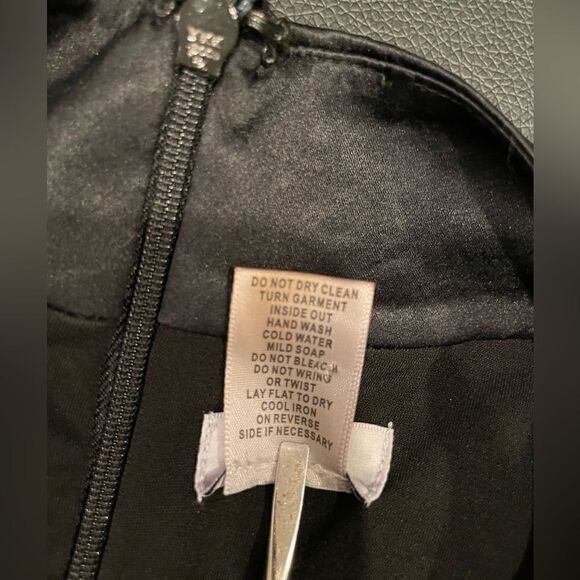 DO NOT DRY CLEAN
TURN GARMENT
INSIDE OUT
HAND WASH
COLD WATER
MILD SOAP
DO NOT BLEACH
DO NOT WRING
OR TWIST
LAY FLAT TO DRY
COOL IRON
ON REVERSE
SIDE IF NECESSARY